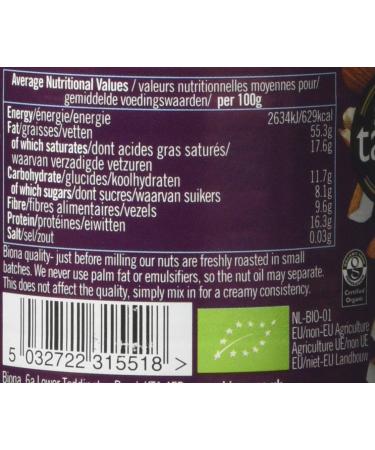 Average Nutritional Values / valeurs nutritionnelles moyennes pour/
gemiddelde voedingswaarden/ per 100g
Energy/énergie/energie 2634kJ/629kcal
Fat/graisses/vetten 55.3g
of which saturates/dont acides gras saturés/ 17.6g
waarvan verzadigde vetzuren
Carbohydrate/glucides/koolhydraten 11.7g
of which sugars/dont sucres/waarvan suikers 8.1g
Fibre/fibres alimentaires/vezels 9.6g
Protein/protéines/eiwitten 16.3g
Salt/sel/zout 0.03g
Biona quality- just before milling our nuts are freshly roasted in small
batches. We never use palm fat or emulsifiers, so the nut oil may separate.
This does not affect the quality, simply mix in for a creamy consistency.
ta
Certified
Organic
NL-BIO-01
EU/non-EU Agriculture
Agriculture UE/non UE
EU/niet-EU Landbouw
5 032722 315518 >
Biona, 6a Lower